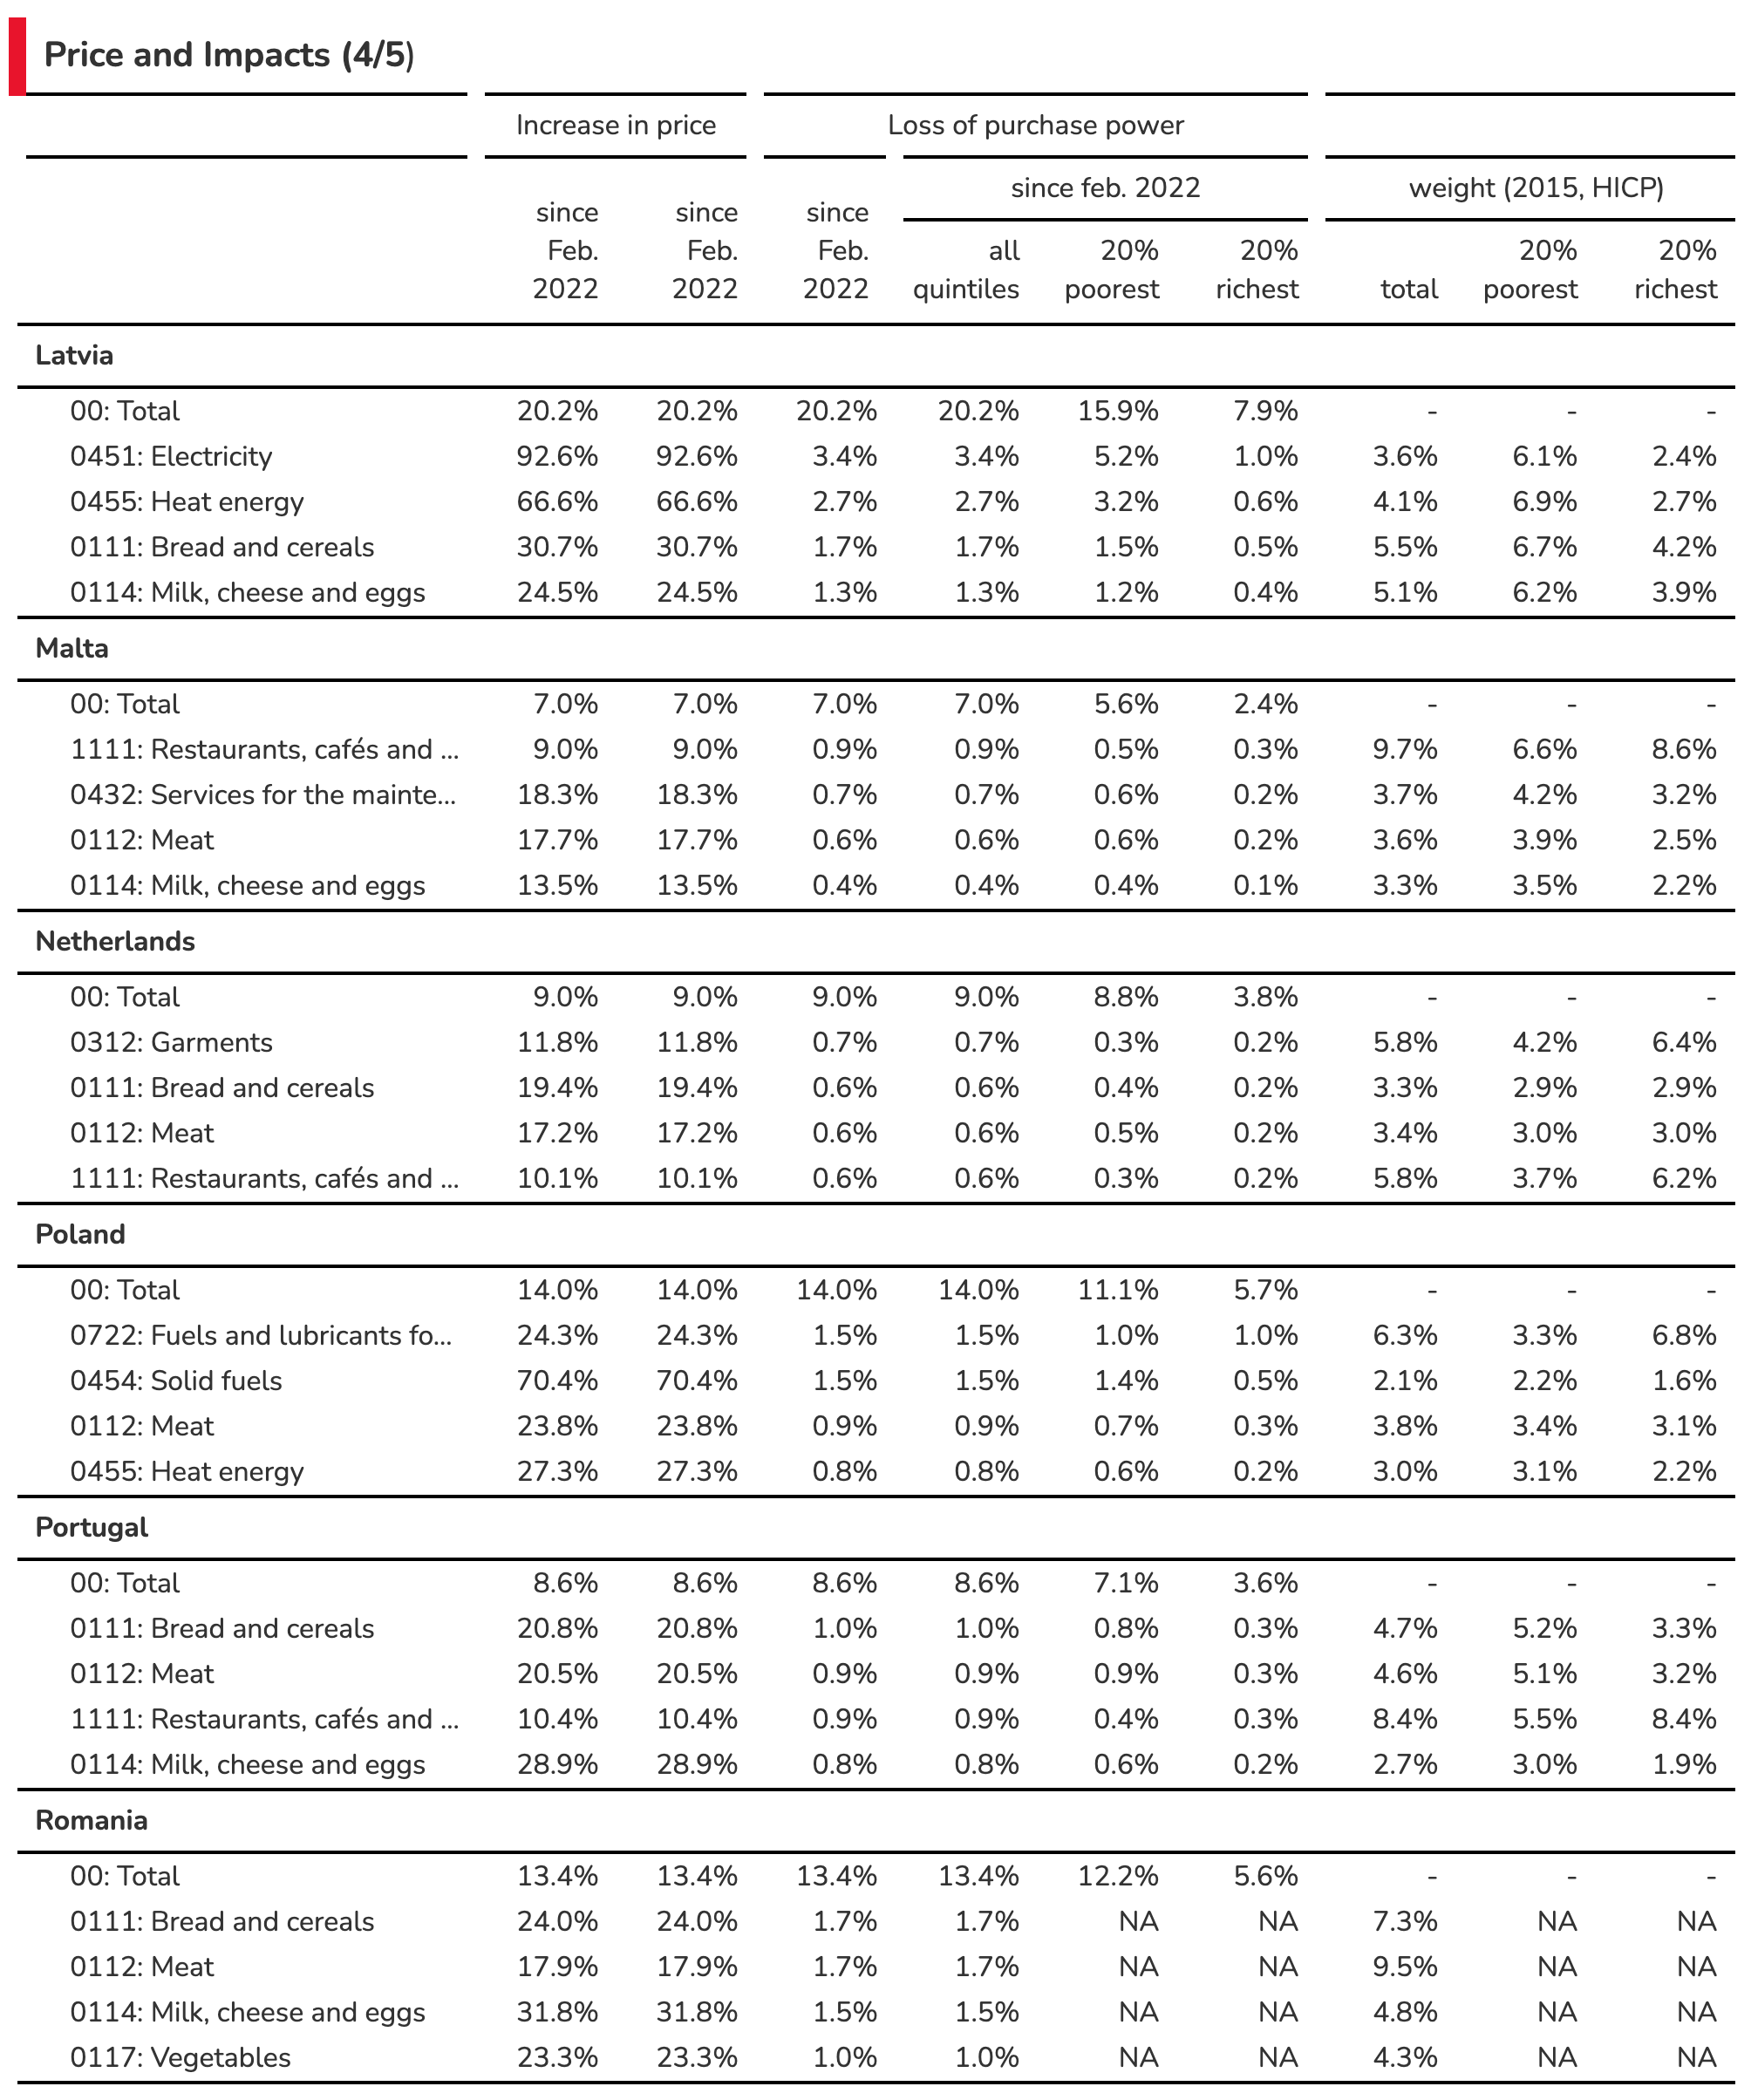 Price and Impacts (4/5)
Increase in price Loss of purchase power
since feb. 2022 weight (2015, HICP)
since since since
Feb. Feb. Feb. all 20% 20% 20% 20%
2022 2022 2022 quintiles poorest richest total poorest richest
Latvia
00: Total 20.2% 20.2% 20.2% 20.2% 15.9% 7.9% - - -
0451: Electricity 92.6% 92.6% 3.4% 3.4% 5.2% 1.0% 3.6% 6.1% 2.4%
0455: Heat energy 66.6% 66.6% 2.7% 2.7% 3.2% 0.6% 4.1% 6.9% 2.7%
0111: Bread and cereals 30.7% 30.7% 1.7% 1.7% 1.5% 0.5% 5.5% 6.7% 4.2%
0114: Milk, cheese and eggs 24.5% 24.5% 1.3% 1.3% 1.2% 0.4% 5.1% 6.2% 3.9%
Malta
00: Total 7.0% 7.0% 7.0% 7.0% 5.6% 2.4% - - -
1111: Restaurants, cafés and ... 9.0% 9.0% 0.9% 0.9% 0.5% 0.3% 9.7% 6.6% 8.6%
0432: Services for the mainte... 18.3% 18.3% 0.7% 0.7% 0.6% 0.2% 3.7% 4.2% 3.2%
0112: Meat 17.7% 17.7% 0.6% 0.6% 0.6% 0.2% 3.6% 3.9% 2.5%
0114: Milk, cheese and eggs 13.5% 13.5% 0.4% 0.4% 0.4% 0.1% 3.3% 3.5% 2.2%
Netherlands
00: Total 9.0% 9.0% 9.0% 9.0% 8.8% 3.8% - - -
0312: Garments 11.8% 11.8% 0.7% 0.7% 0.3% 0.2% 5.8% 4.2% 6.4%
0111: Bread and cereals 19.4% 19.4% 0.6% 0.6% 0.4% 0.2% 3.3% 2.9% 2.9%
0112: Meat 17.2% 17.2% 0.6% 0.6% 0.5% 0.2% 3.4% 3.0% 3.0%
1111: Restaurants, cafés and ... 10.1% 10.1% 0.6% 0.6% 0.3% 0.2% 5.8% 3.7% 6.2%
Poland
00: Total 14.0% 14.0% 14.0% 14.0% 11.1% 5.7% - - -
0722: Fuels and lubricants fo... 24.3% 24.3% 1.5% 1.5% 1.0% 1.0% 6.3% 3.3% 6.8%
0454: Solid fuels 70.4% 70.4% 1.5% 1.5% 1.4% 0.5% 2.1% 2.2% 1.6%
0112: Meat 23.8% 23.8% 0.9% 0.9% 0.7% 0.3% 3.8% 3.4% 3.1%
0455: Heat energy 27.3% 27.3% 0.8% 0.8% 0.6% 0.2% 3.0% 3.1% 2.2%
Portugal
00: Total 8.6% 8.6% 8.6% 8.6% 7.1% 3.6% - - -
0111: Bread and cereals 20.8% 20.8% 1.0% 1.0% 0.8% 0.3% 4.7% 5.2% 3.3%
0112: Meat 20.5% 20.5% 0.9% 0.9% 0.9% 0.3% 4.6% 5.1% 3.2%
1111: Restaurants, cafés and ... 10.4% 10.4% 0.9% 0.9% 0.4% 0.3% 8.4% 5.5% 8.4%
0114: Milk, cheese and eggs 28.9% 28.9% 0.8% 0.8% 0.6% 0.2% 2.7% 3.0% 1.9%
Romania
00: Total 13.4% 13.4% 13.4% 13.4% 12.2% 5.6% - - -
0111: Bread and cereals 24.0% 24.0% 1.7% 1.7% NA NA 7.3% NA NA
0112: Meat 17.9% 17.9% 1.7% 1.7% NA NA 9.5% NA NA
0114: Milk, cheese and eggs 31.8% 31.8% 1.5% 1.5% NA NA 4.8% NA NA
0117: Vegetables 23.3% 23.3% 1.0% 1.0% NA NA 4.3% NA NA